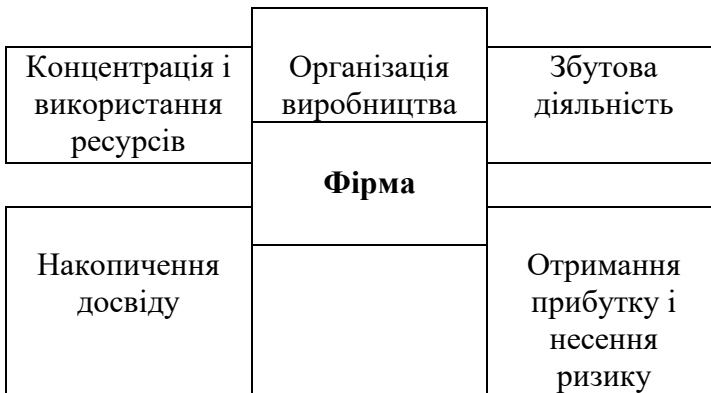 Концентрація і
використання
ресурсів
Організація
виробництва
Збутова
діяльність
Фірма
Накопичення
досвіду
Отримання
прибутку і
несення
ризику